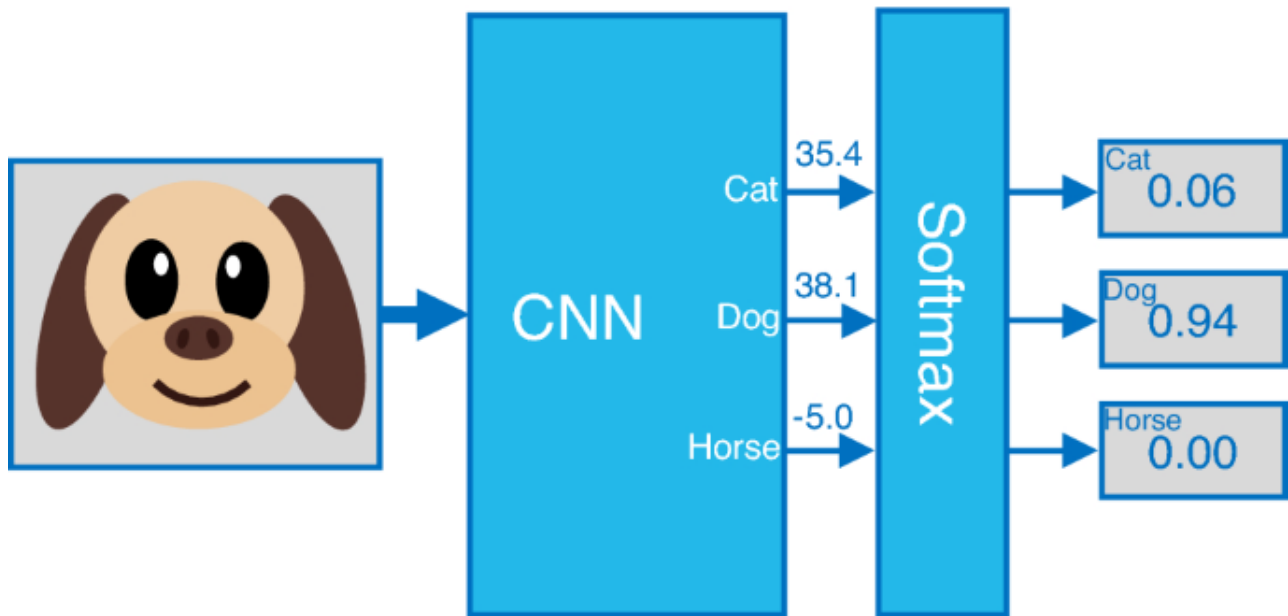 CNN
Cat
Dog
Horse
35.4
38.1
-5.0
Softmax
Cat
0.06
Dog
0.94
Horse
0.00